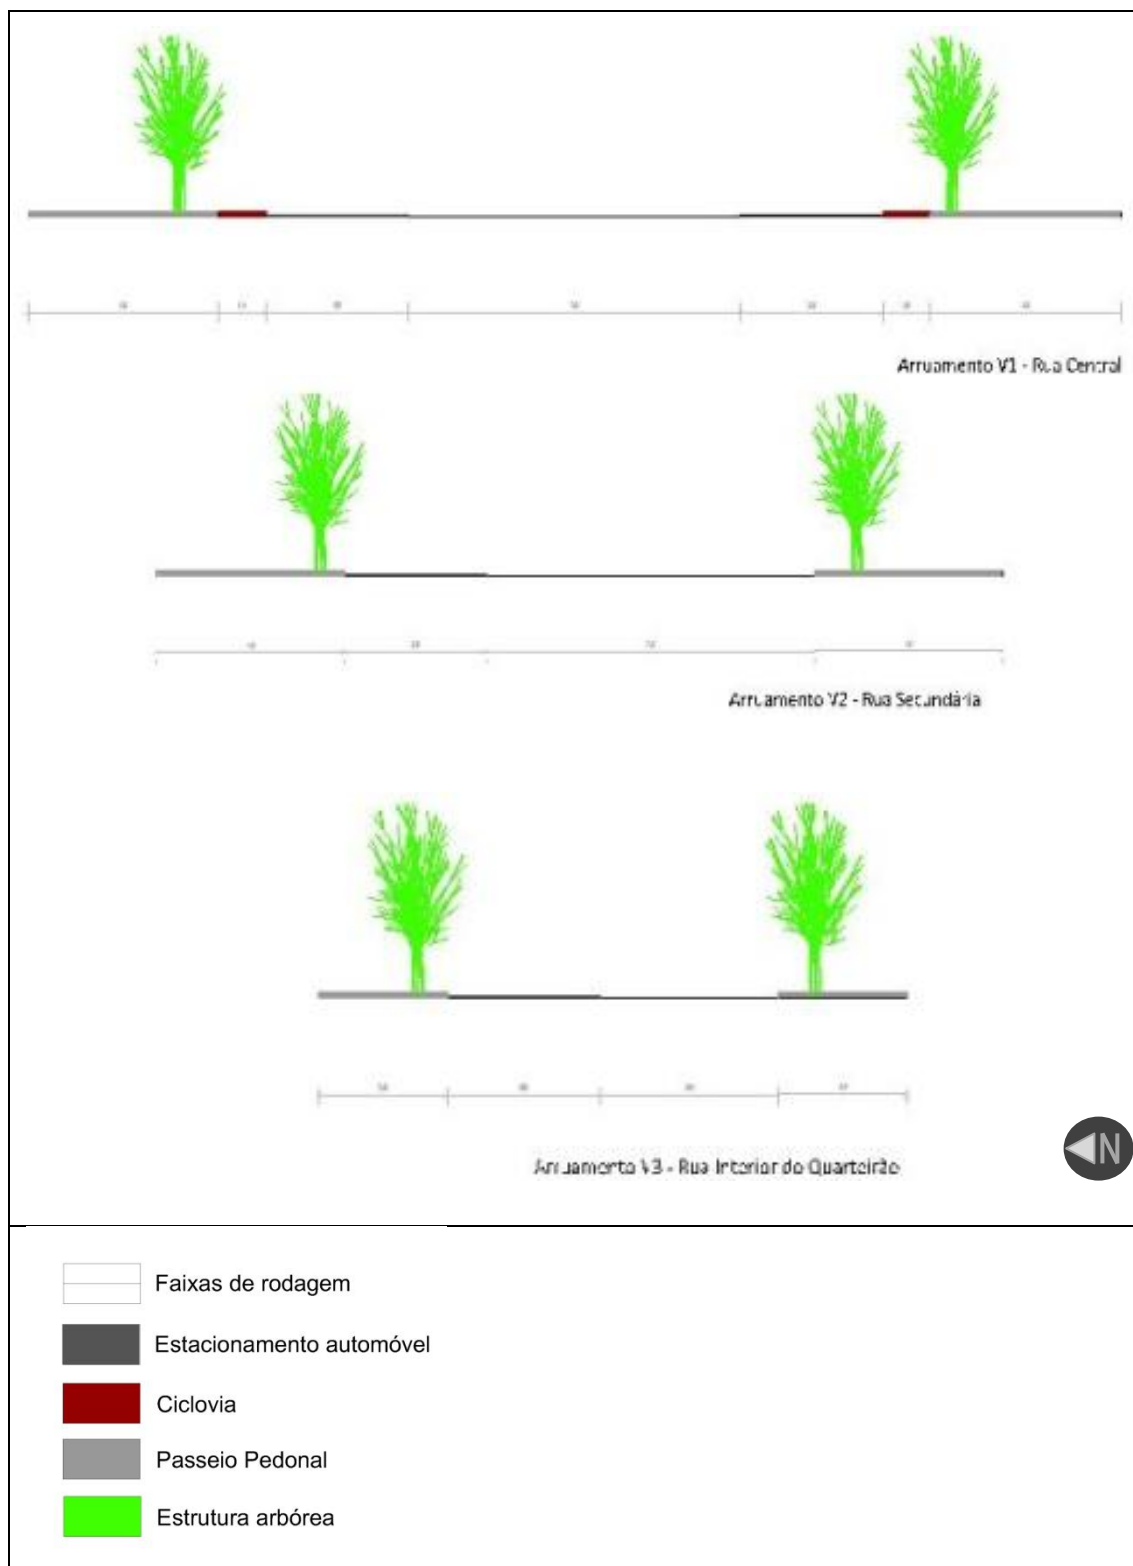 Arruamento V1 - Rua Central
Arruamento V2 - Rua Secundária
Arruamento V3 - Rua Interior do Quarteirão
N
Faixas de rodagem
Estacionamento automóvel
Ciclovia
Passeio Pedonal
Estrutura arbórea